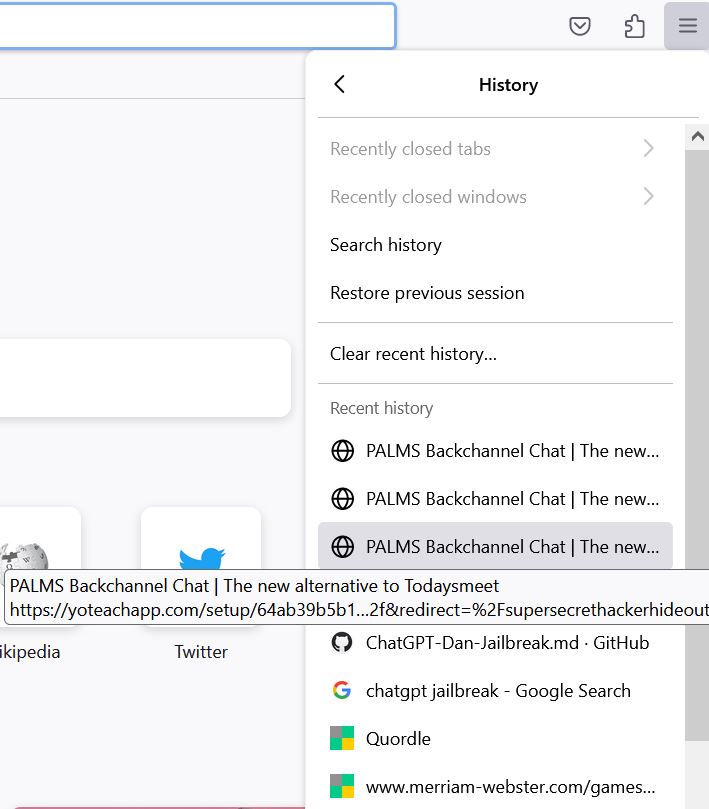 History
Recently closed tabs
Recently closed windows
Search history
Restore previous session
Clear recent history...
Recent history
PALMS Backchannel Chat | The new...
PALMS Backchannel Chat | The new...
PALMS Backchannel Chat | The new...
PALMS Backchannel Chat | The new alternative to Todaysmeet
https://yoteachapp.com/setup/64ab39b5b1...2f&redirect=%2Fsupersecrethackerhideout
ikipedia
Twitter
ChatGPT-Dan-Jailbreak.md · GitHub
chatgpt jailbreak - Google Search
Quordle
www.merriam-webster.com/games...